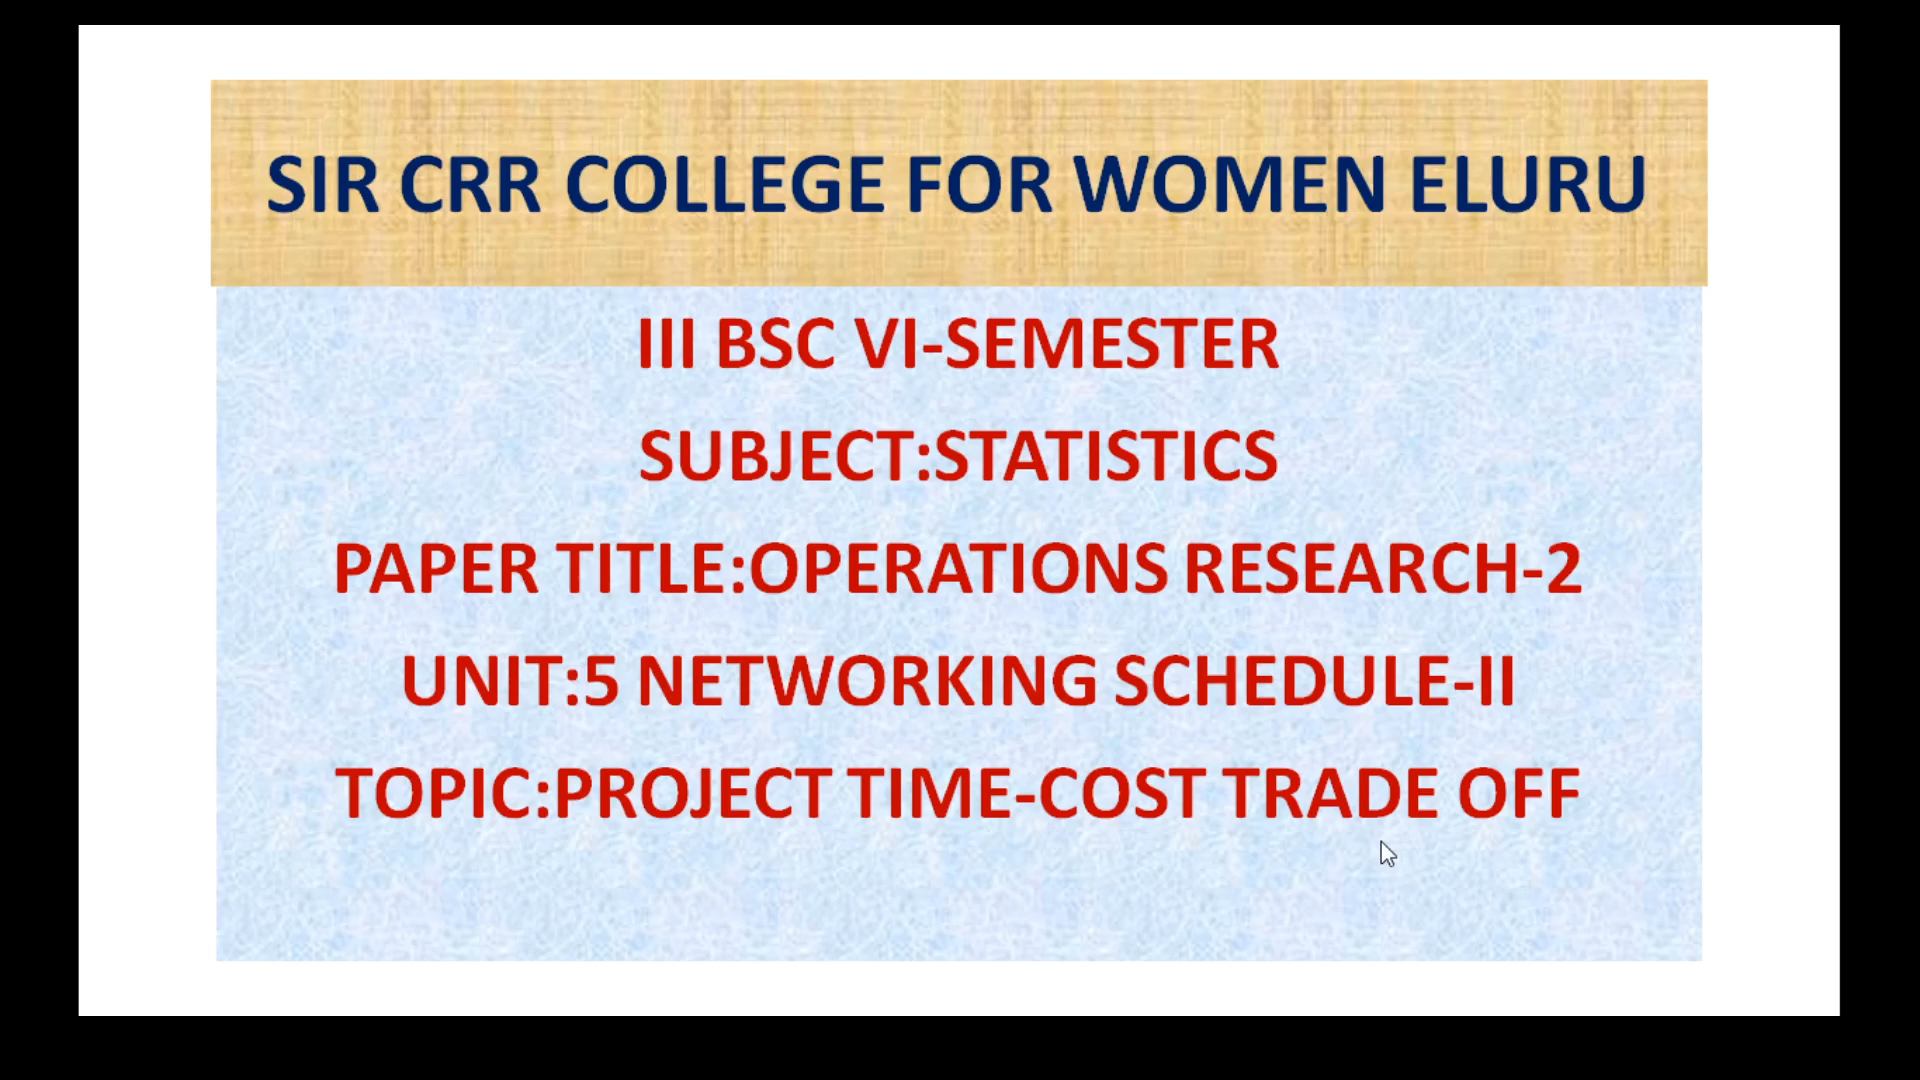 SIR CRR COLLEGE FOR WOMEN ELURU
III BSC VI-SEMESTER
SUBJECT:STATISTICS
PAPER TITLE:OPERATIONS RESEARCH-2
UNIT:5 NETWORKING SCHEDULE-II
TOPIC:PROJECT TIME-COST TRADE OFF